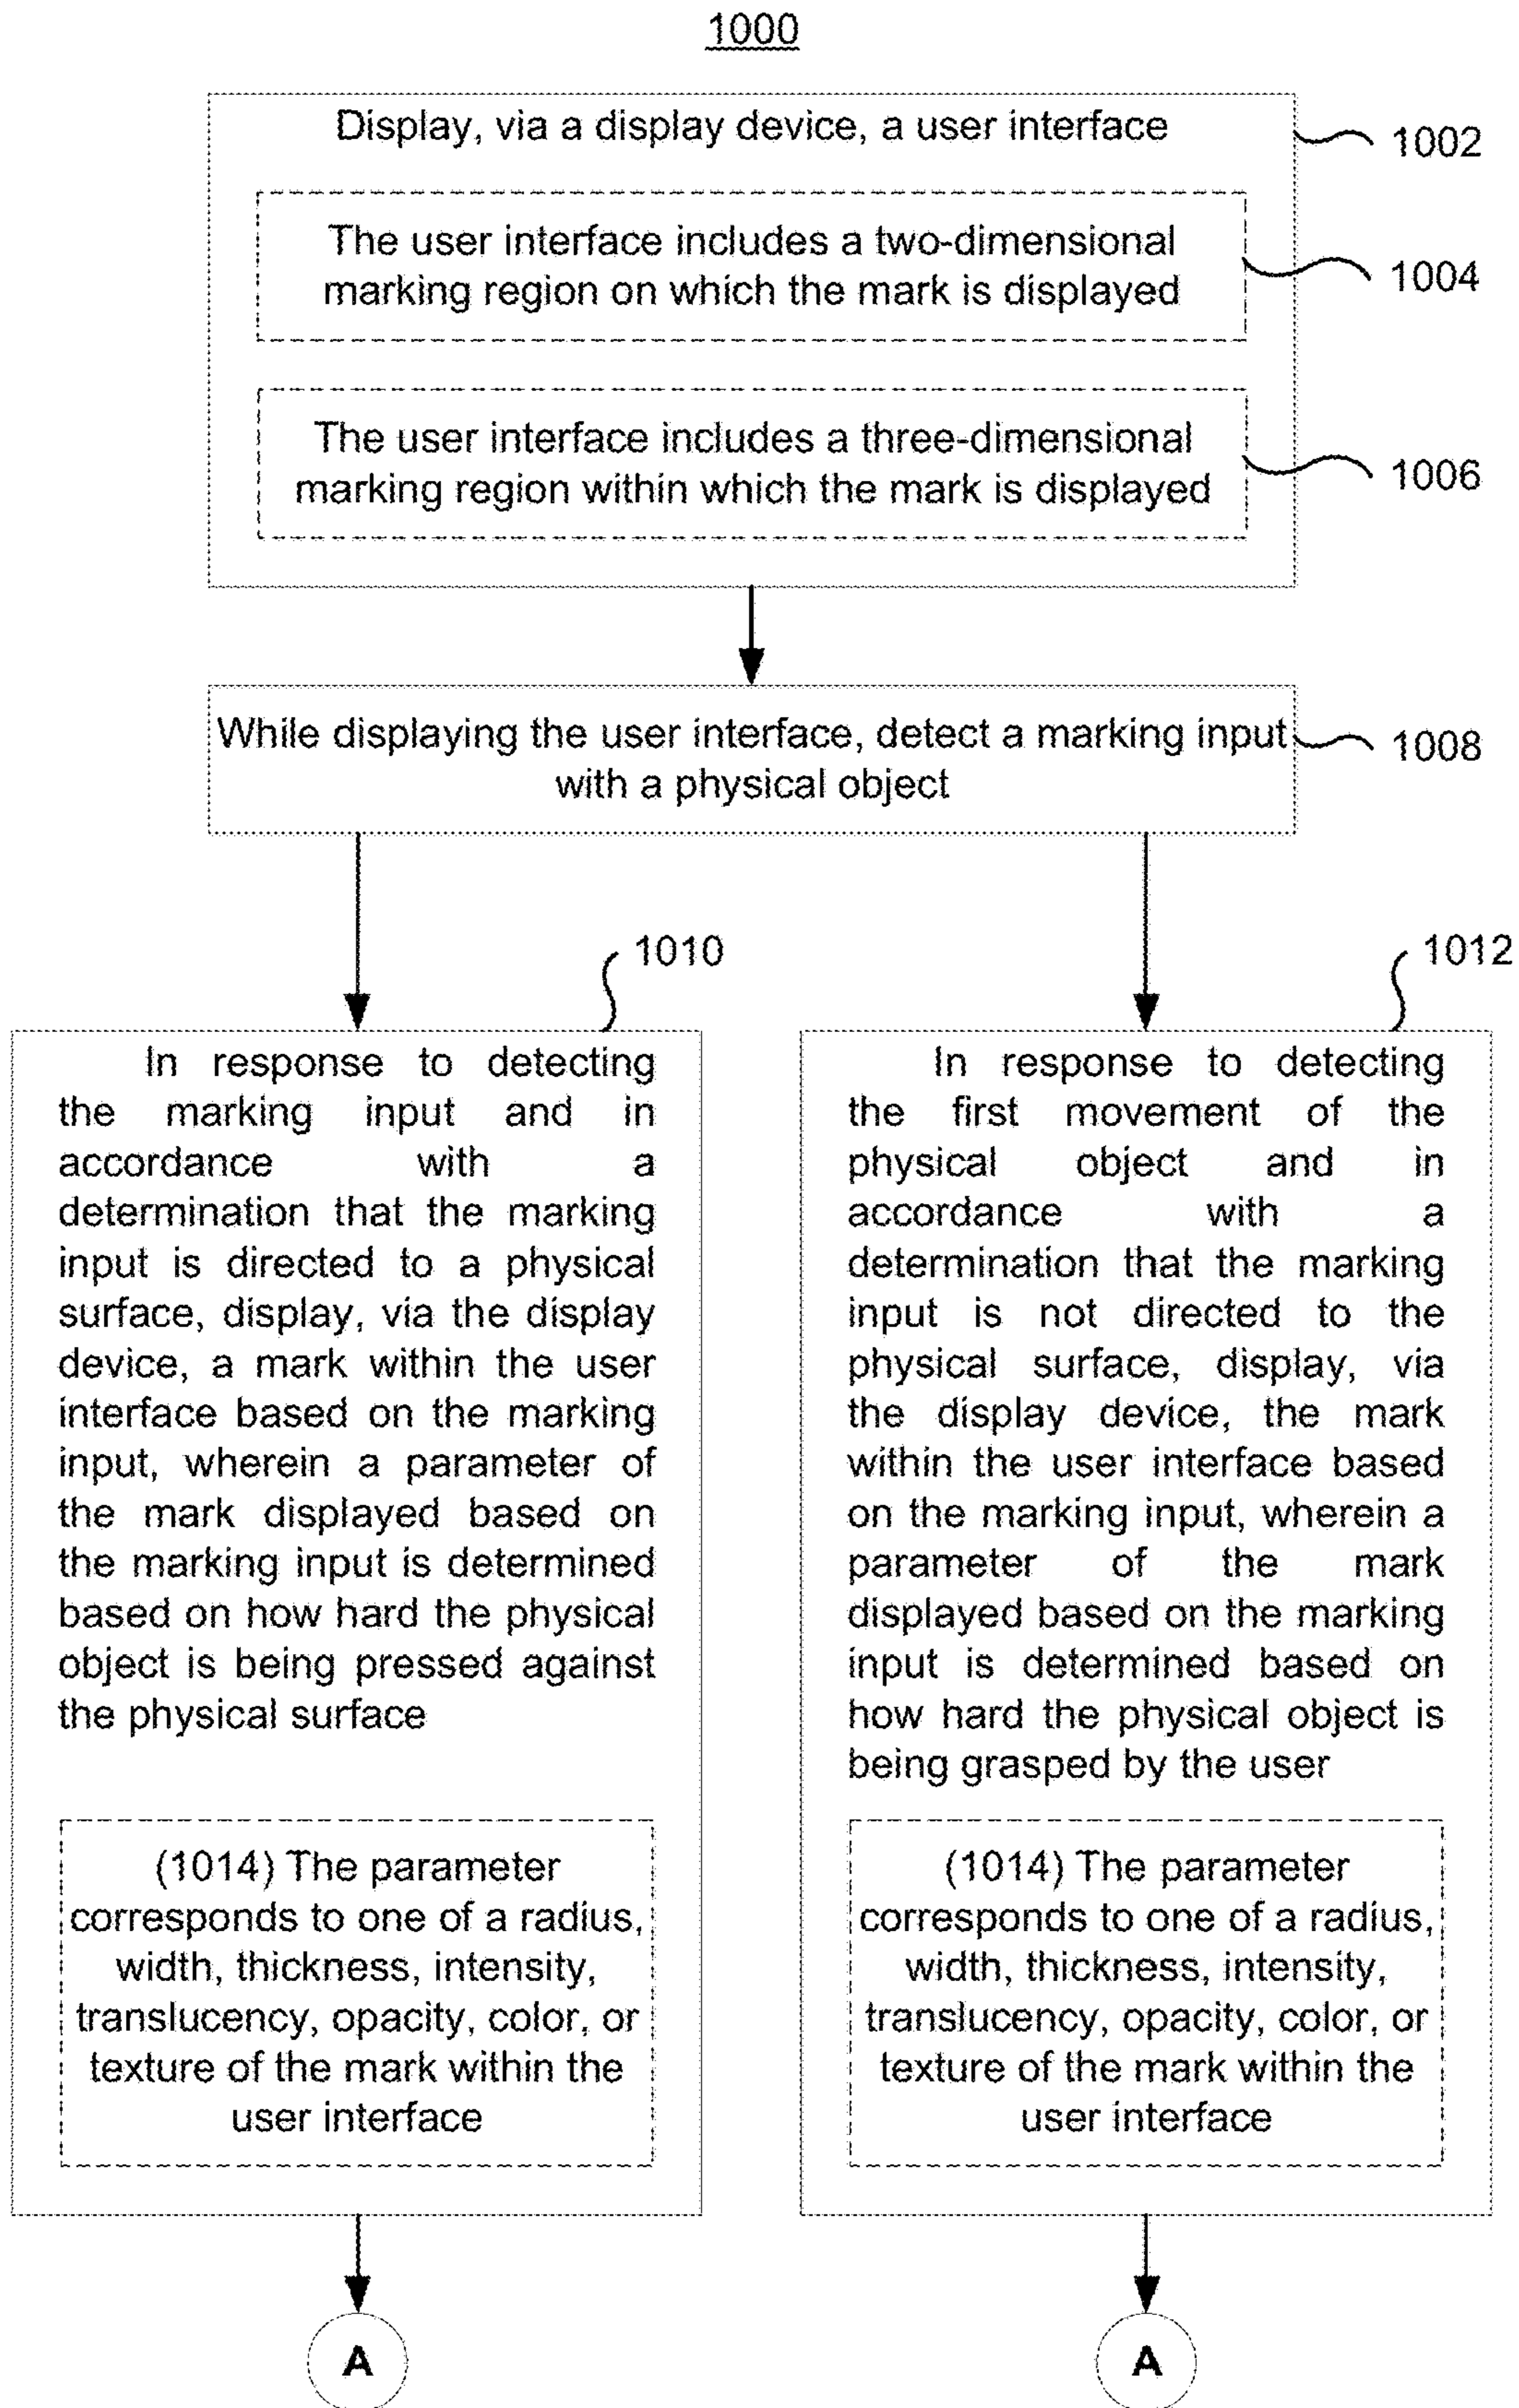 1000
Display, via a display device, a user interface
1002
The user interface includes a two-dimensional
marking region on which the mark is displayed
1004
The user interface includes a three-dimensional
marking region within which the mark is displayed
1006
While displaying the user interface, detect a marking input
with a physical object
1008
1010
In response to detecting
the marking input and in
accordance with a
determination that the marking
input is directed to a physical
surface, display, via the display
device, a mark within the user
interface based on the marking
input, wherein a parameter of
the mark displayed based on
the marking input is determined
based on how hard the physical
object is being pressed against
the physical surface
(1014) The parameter
corresponds to one of a radius,
width, thickness, intensity,
translucency, opacity, color, or
texture of the mark within the
user interface
A
1012
In response to detecting
the first movement of the
physical object and in
accordance with a
determination that the marking
input is not directed to the
physical surface, display, via
the display device, the mark
within the user interface based
on the marking input, wherein a
parameter of the mark
displayed based on the marking
input is determined based on
how hard the physical object is
being grasped by the user
(1014) The parameter
corresponds to one of a radius,
width, thickness, intensity,
translucency, opacity, color, or
texture of the mark within the
user interface
A